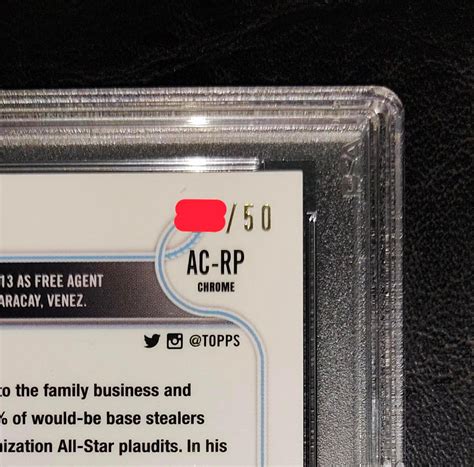 /50
AC-RP
CHROME
13 AS FREE AGENT
ARACAY, VENEZ.
@TOPPS
to the family business and
% of would-be base stealers
nization All-Star plaudits. In his